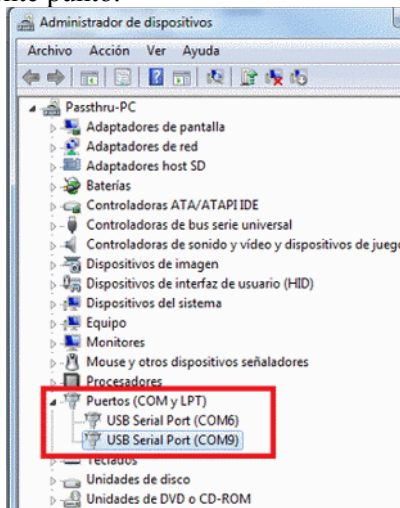 Administrador de dispositivos
Archivo Acción Ver Ayuda
Passthru-PC
Adaptadores de pantalla
Adaptadores de red
Adaptadores host SD
Baterías
Controladoras ATA/ATAPI IDE
Controladoras de bus serie universal
Controladoras de sonido y vídeo y dispositivos de juego
Dispositivos de imagen
Dispositivos de interfaz de usuario (HID)
Dispositivos del sistema
Equipo
Monitores
Mouse y otros dispositivos señaladores
Procesadores
Puertos (COM y LPT)
USB Serial Port (COM6)
USB Serial Port (COM9)
Teclados
Unidades de disco
Unidades de DVD o CD-ROM